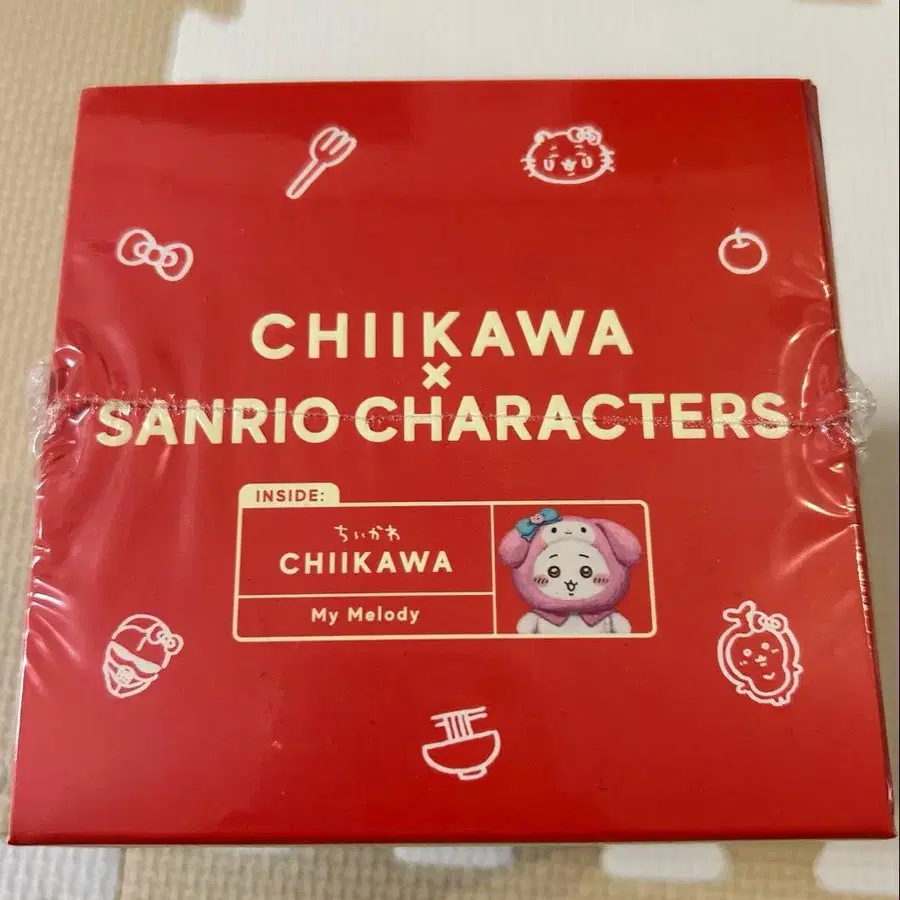 CHIIKAWA
×
SANRIO CHARACTERS
INSIDE:
ちいかわ
CHIIKAWA
My Melody